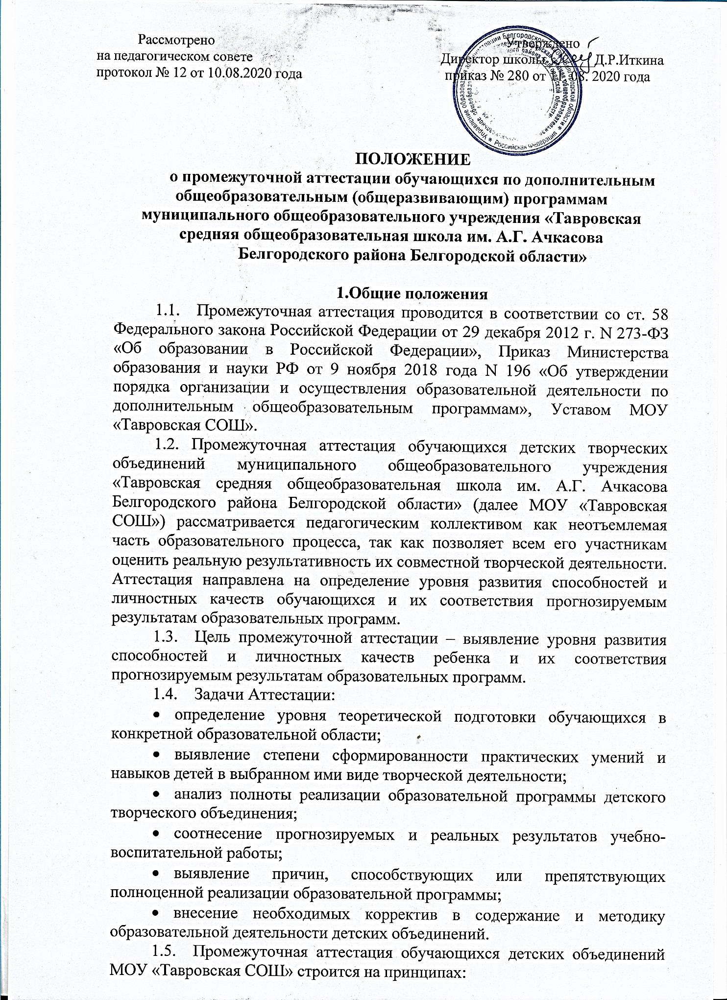 Рассмотрено
на педагогическом совете
протокол № 12 от 10.08.2020 года
Утверждено
Директор школы Д.Р.Иткина
приказ № 280 от 08. 2020 года
Российская Федерация
ПОЛОЖЕНИЕ
о промежуточной аттестации обучающихся по дополнительным
общеобразовательным (общеразвивающим) программам
муниципального общеобразовательного учреждения «Тавровская
средняя общеобразовательная школа им. А.Г. Ачкасова
Белгородского района Белгородской области»
1.Общие положения
1.1. Промежуточная аттестация проводится в соответствии со ст. 58
Федерального закона Российской Федерации от 29 декабря 2012 г. N 273-ФЗ
«Об образовании в Российской Федерации», Приказ Министерства
образования и науки РФ от 9 ноября 2018 года N 196 «Об утверждении
порядка организации и осуществления образовательной деятельности по
дополнительным общеобразовательным программам», Уставом МОУ
«Тавровская СОШ».
1.2. Промежуточная аттестация обучающихся детских творческих
объединений муниципального общеобразовательного учреждения
«Тавровская средняя общеобразовательная школа им. А.Г. Ачкасова
Белгородского района Белгородской области» (далее МОУ «Тавровская
СОШ») рассматривается педагогическим коллективом как неотъемлемая
часть образовательного процесса, так как позволяет всем его участникам
оценить реальную результативность их совместной творческой деятельности.
Аттестация направлена на определение уровня развития способностей и
личностных качеств обучающихся и их соответствия прогнозируемым
результатам образовательных программ.
1.3. Цель промежуточной аттестации – выявление уровня развития
способностей и личностных качеств ребенка и их соответствия
прогнозируемым результатам образовательных программ.
1.4. Задачи Аттестации:
• определение уровня теоретической подготовки обучающихся в
конкретной образовательной области;
• выявление степени сформированности практических умений и
навыков детей в выбранном ими виде творческой деятельности;
• анализ полноты реализации образовательной программы детского
творческого объединения;
• соотнесение прогнозируемых и реальных результатов учебно-
воспитательной работы;
• выявление причин, способствующих или препятствующих
полноценной реализации образовательной программы;
• внесение необходимых корректив в содержание и методику
образовательной деятельности детских объединений.
1.5. Промежуточная аттестация обучающихся детских объединений
МОУ «Тавровская СОШ» строится на принципах: